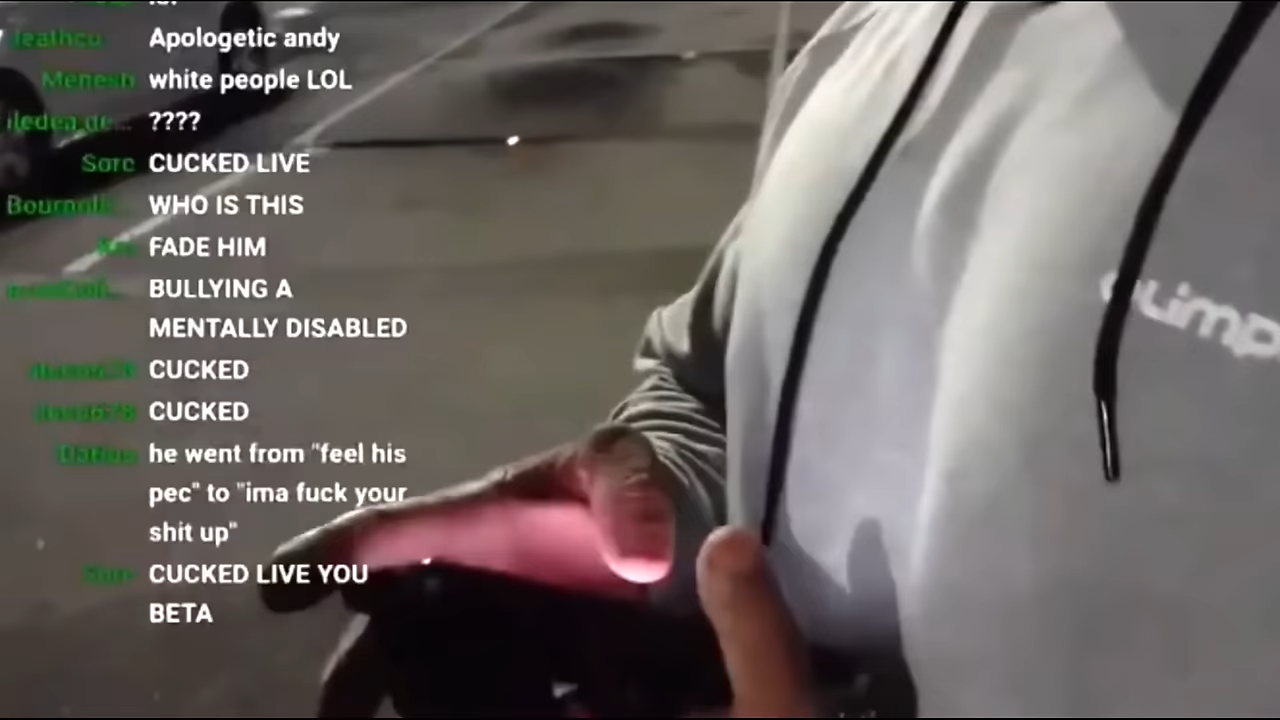 Apologetic andy
white people LOL
????
Sorc CUCKED LIVE
WHO IS THIS
FADE HIM
BULLYING A
MENTALLY DISABLED
CUCKED
CUCKED
he went from "feel his
pec" to "ima fuck your
shit up"
CUCKED LIVE YOU
BETA